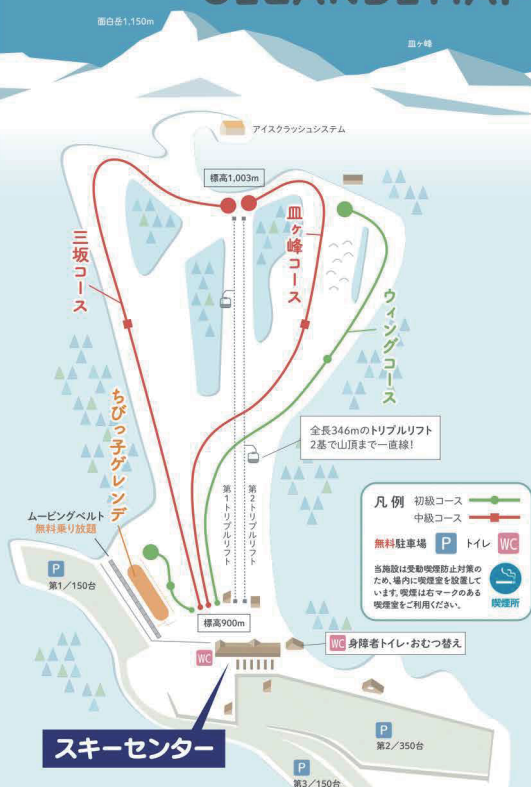 GELANDE MAP
面白岳1,150m
皿ヶ峰
アイスクラッシュシステム
標高1,003m
三坂コース
皿ヶ峰コース
ウィングコース
ちびっ子ゲレンデ
全長346mのトリプルリフト
2基で山頂まで一直線!
第1トリプルリフト
第2トリプルリフト
ムービングベルト
無料乗り放題
凡例 初級コース
中級コース
無料駐車場 P トイレ WC
当施設は受動喫煙防止対策の
ため、場内に喫煙室を設置して
います。喫煙は右マークのある
喫煙室をご利用ください。
喫煙所
P
第1/150台
標高900m
WC
WC 身障者トイレ・おむつ替え
スキーセンター
P
第2/350台
P
第3/150台